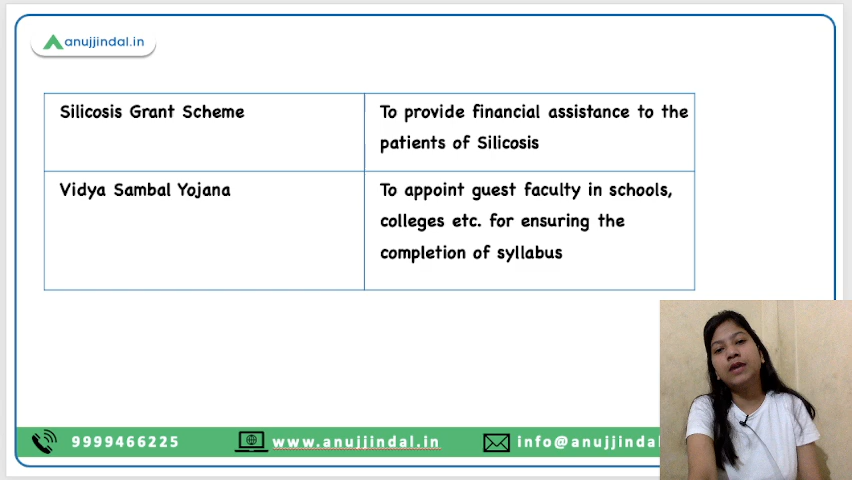 anujjindal.in
Silicosis Grant Scheme
To provide financial assistance to the
patients of Silicosis
Vidya Sambal Yojana
To appoint guest faculty in schools,
colleges etc. for ensuring the
completion of syllabus
9999466225
www.anujjindal.in
info@anujjindal